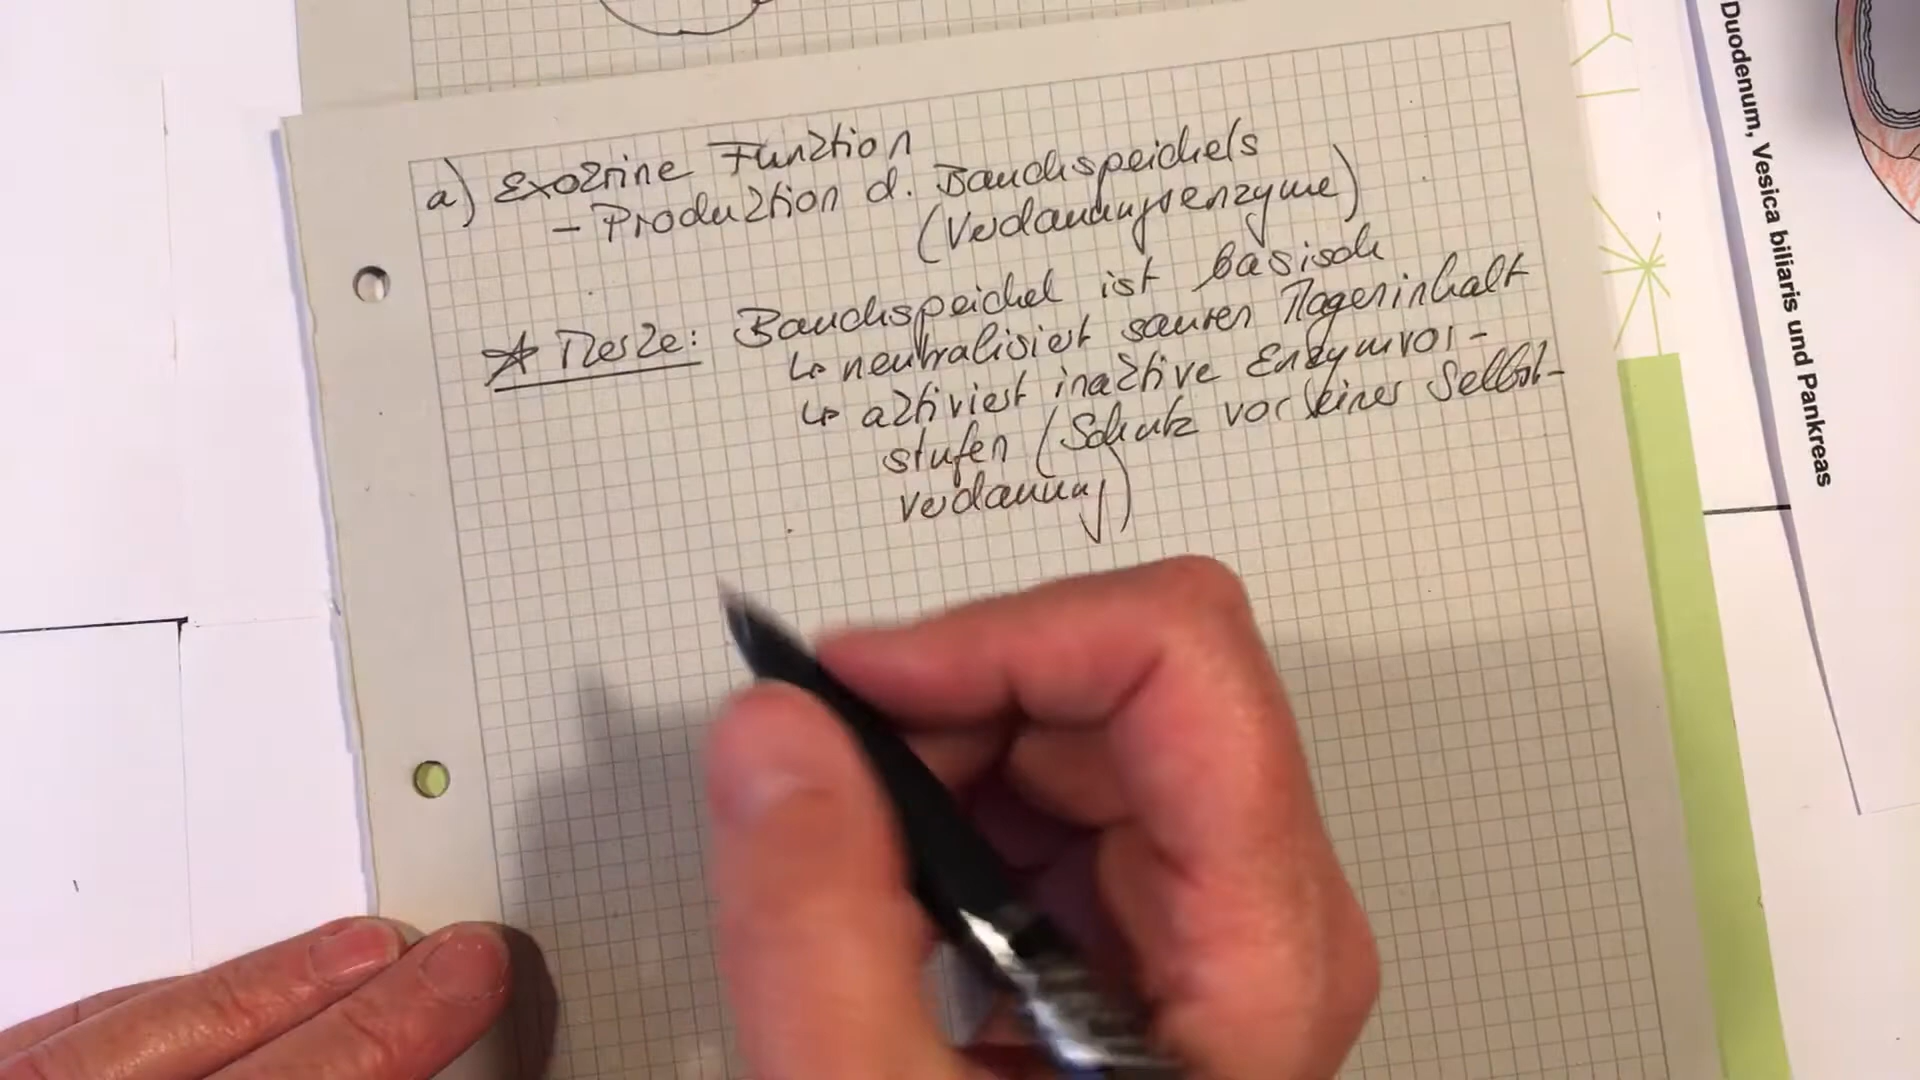 a) Exokrine Funktion
- Produktion d. Bauchspeichels
(Verdauungsenzyme)
* Merke: Bauchspeichel ist basisch
↳ neutralisiert sauren Mageninhalt
↳ aktiviert inaktive Enzymvor-
stufen (Schutz vor einer Selbst-
verdauung)
Duodenum, Vesica biliaris und Pankreas